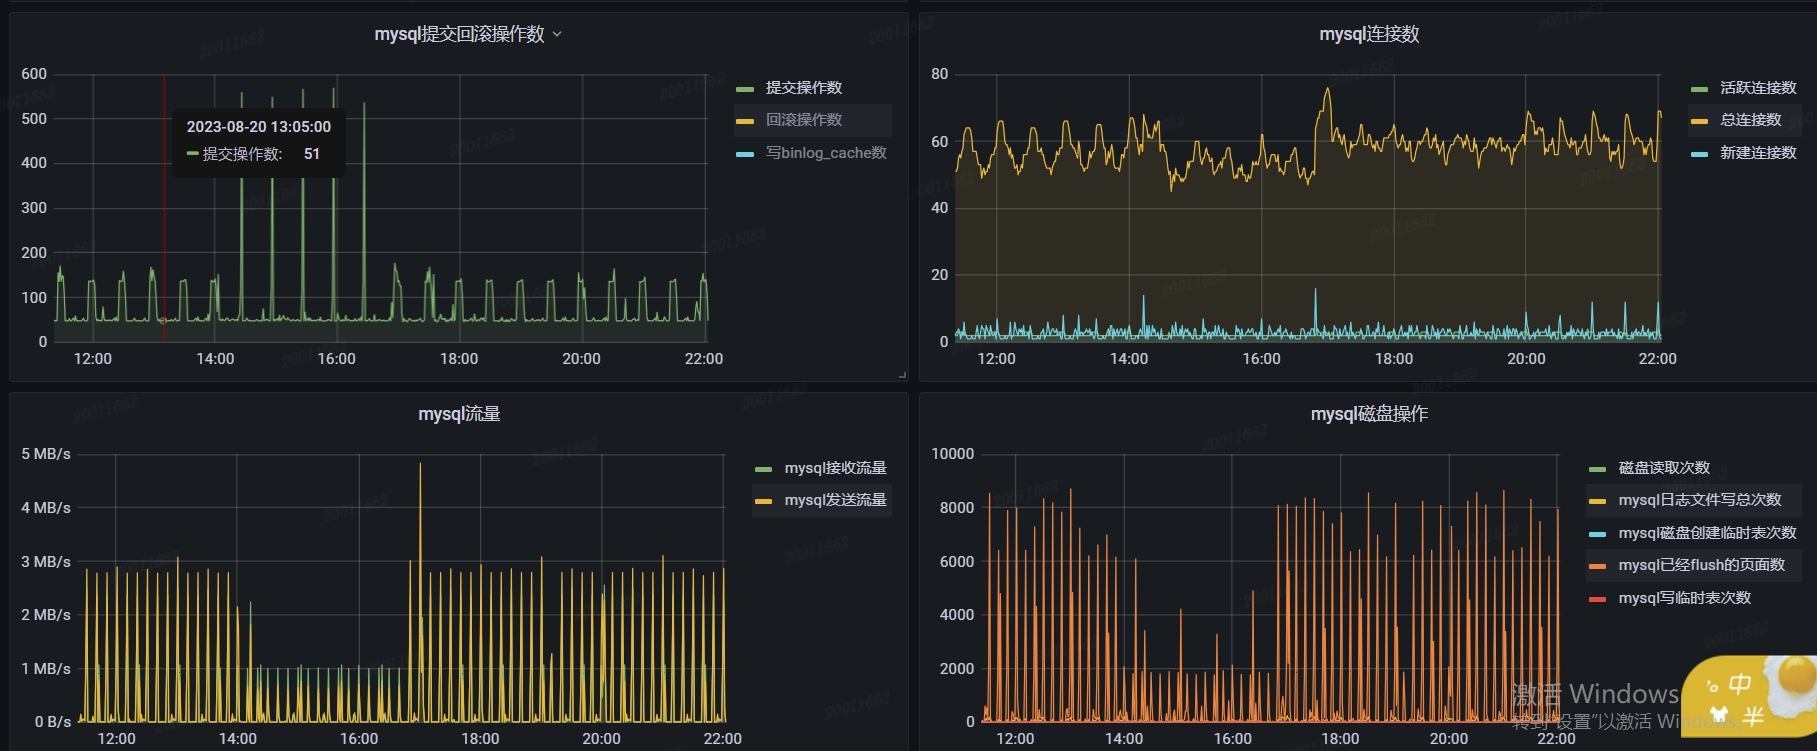 mysql提交回滚操作数
600
500
400
300
200
100
0
12:00
14:00
16:00
18:00
20:00
22:00
2023-08-20 13:05:00
提交操作数: 51
提交操作数
回滚操作数
写binlog_cache数
mysql连接数
80
60
40
20
0
12:00
14:00
16:00
18:00
20:00
22:00
活跃连接数
总连接数
新建连接数
mysql流量
5 MB/s
4 MB/s
3 MB/s
2 MB/s
1 MB/s
0 B/s
12:00
14:00
16:00
18:00
20:00
22:00
mysql接收流量
mysql发送流量
mysql磁盘操作
10000
8000
6000
4000
2000
0
12:00
14:00
16:00
18:00
20:00
22:00
磁盘读取次数
mysql日志文件写总次数
mysql磁盘创建临时表次数
mysql已经flush的页面数
mysql写临时表次数
激活 Windows
转到"设置"以激活 Win
中
半